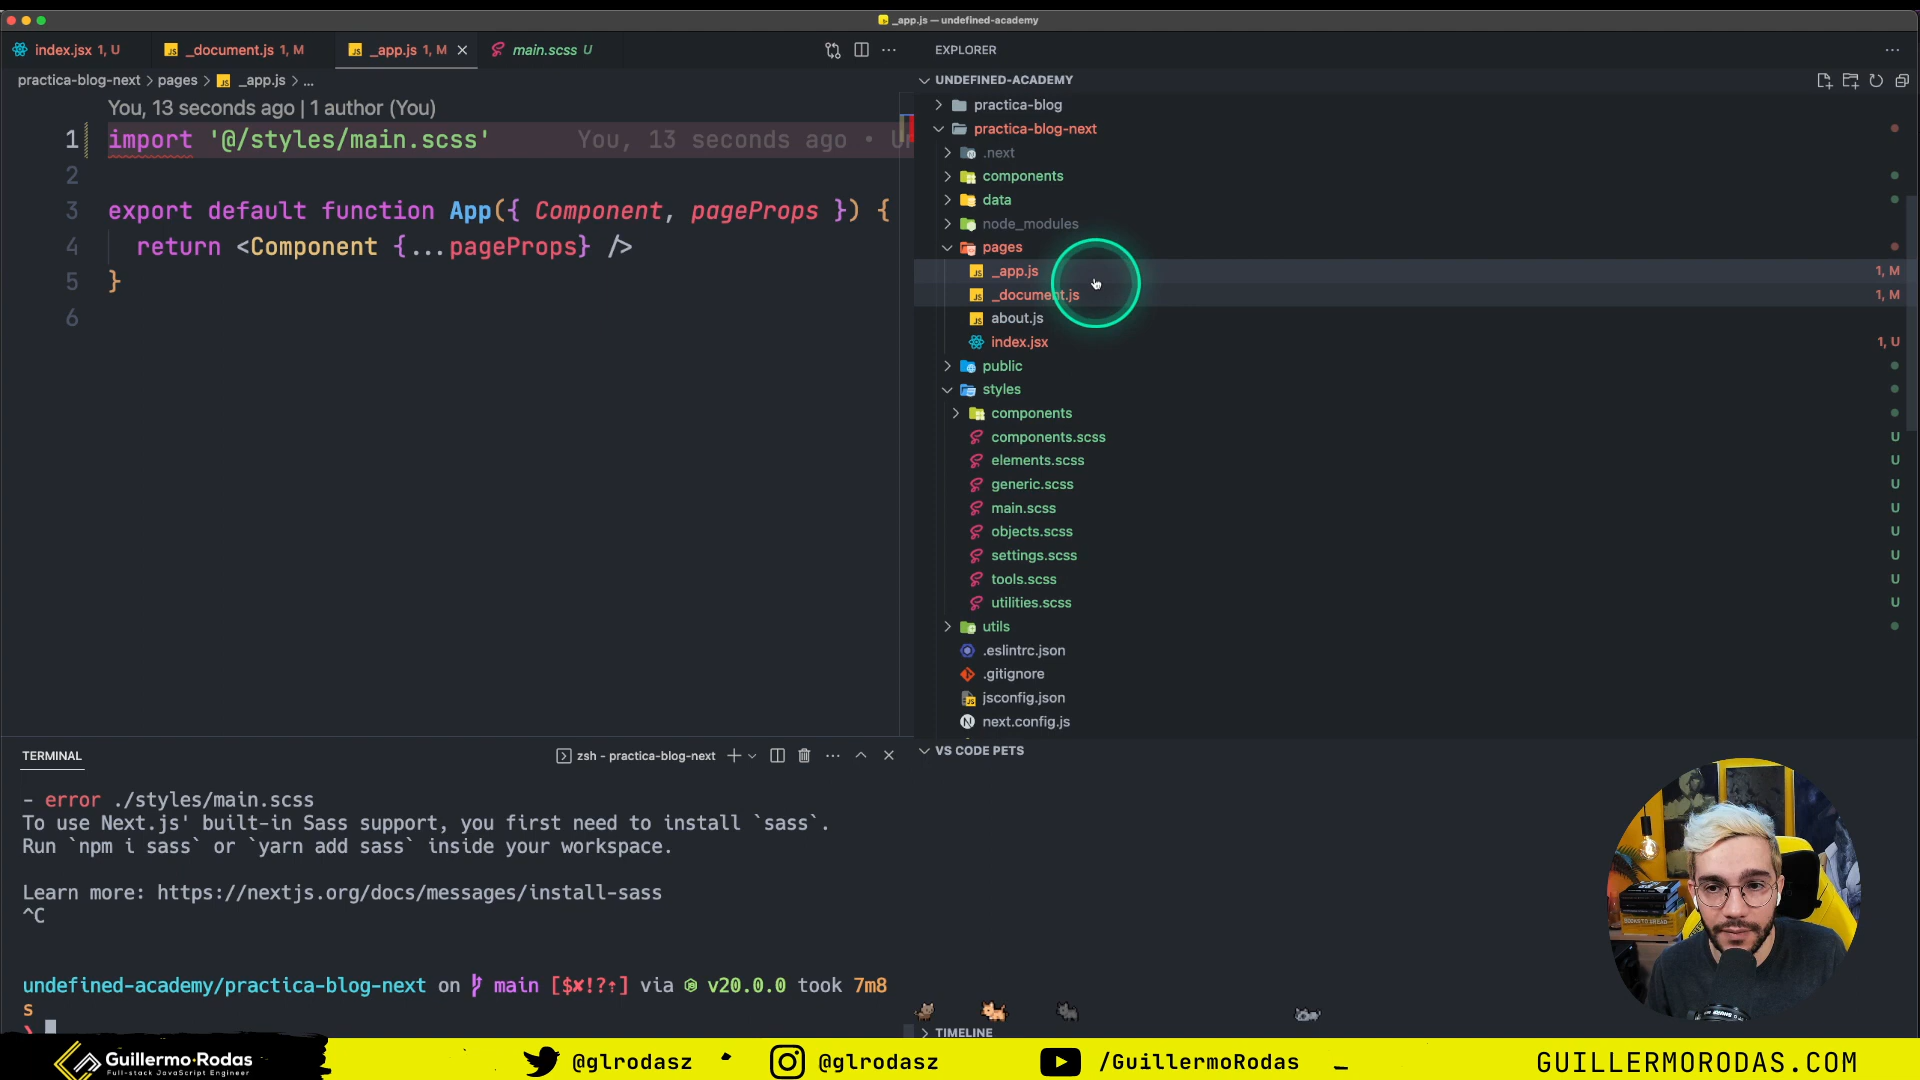 _app.js — undefined-academy
index.jsx 1, U
_document.js 1, M
_app.js 1, M
main.scss U
practica-blog-next > pages > _app.js > ...
You, 13 seconds ago | 1 author (You)
1 import '@/styles/main.scss' You, 13 seconds ago •
2
3 export default function App({ Component, pageProps }) {
4 return <Component {...pageProps} />
5 }
6
EXPLORER
UNDEFINED-ACADEMY
practica-blog
practica-blog-next
.next
components
data
node_modules
pages
_app.js 1, M
_document.js 1, M
about.js
index.jsx 1, U
public
styles
components
components.scss U
elements.scss U
generic.scss U
main.scss U
objects.scss U
settings.scss U
tools.scss U
utilities.scss U
utils
.eslintrc.json
.gitignore
jsconfig.json
next.config.js
VS CODE PETS
TIMELINE
TERMINAL
zsh - practica-blog-next
- error ./styles/main.scss
To use Next.js' built-in Sass support, you first need to install `sass`.
Run `npm i sass` or `yarn add sass` inside your workspace.
Learn more: https://nextjs.org/docs/messages/install-sass
^C
undefined-academy/practica-blog-next on main [$✘!?⇡] via v20.0.0 took 7m8
s
Guillermo Rodas
Full-stack JavaScript Engineer
@glrodasz
@glrodasz
/GuillermoRodas
GUILLERMORODAS.COM